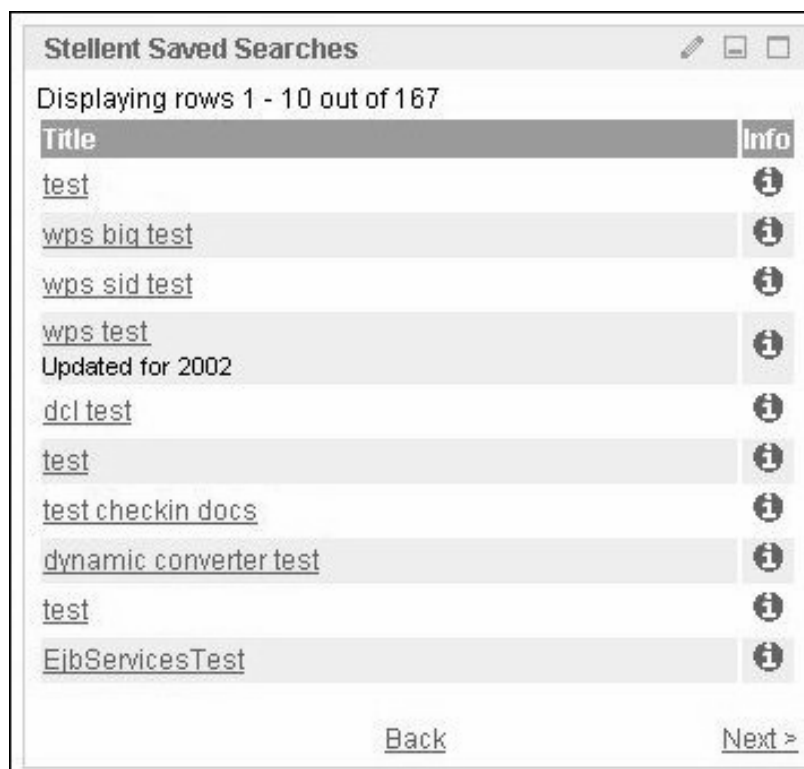 Stellent Saved Searches
Displaying rows 1 - 10 out of 167
Title Info
test
wps big test
wps sid test
wps test
Updated for 2002
dcl test
test
test checkin docs
dynamic converter test
test
EjbServicesTest
Back Next >